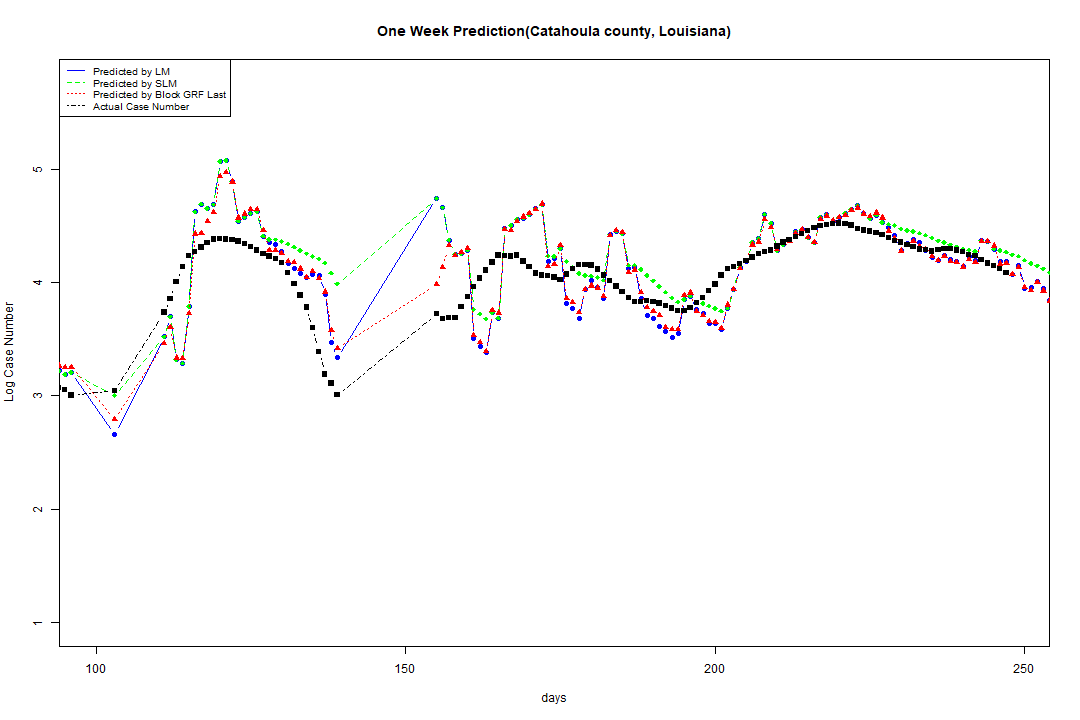 One Week Prediction(Catahoula county, Louisiana)
Predicted by LM
Predicted by SLM
Predicted by Block GRF Last
Actual Case Number
Log Case Number
5
4
3
2
1
100 150 200 250
days